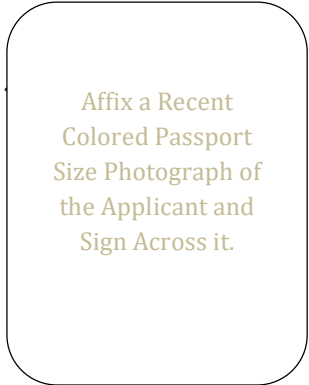 Affix a Recent
Colored Passport
Size Photograph of
the Applicant and
Sign Across it.